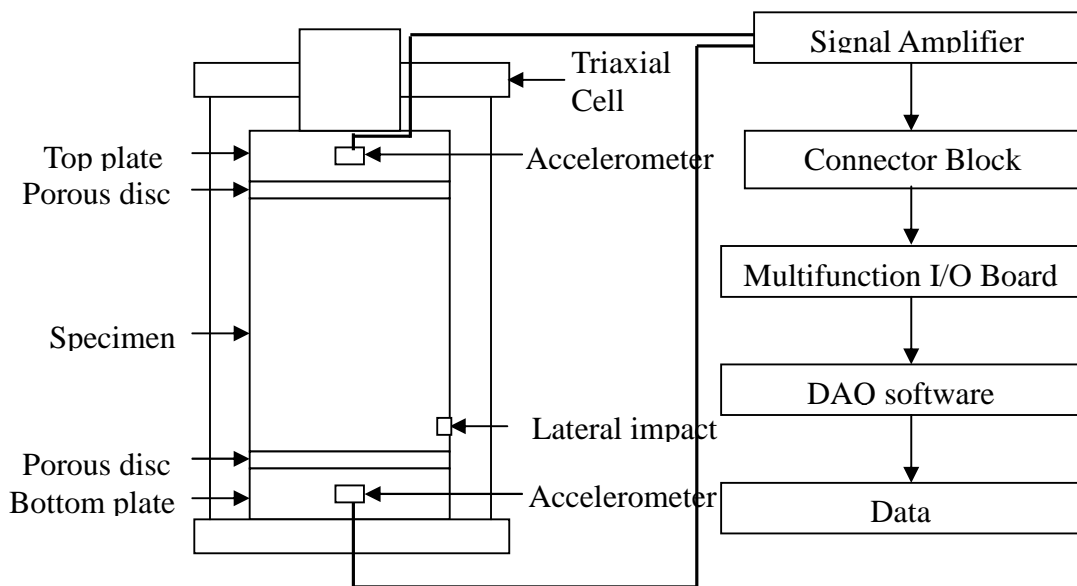 Signal Amplifier
Triaxial
Cell
Top plate
Accelerometer
Connector Block
Porous disc
Multifunction I/O Board
Specimen
DAQ software
Lateral impact
Porous disc
Bottom plate
Accelerometer
Data